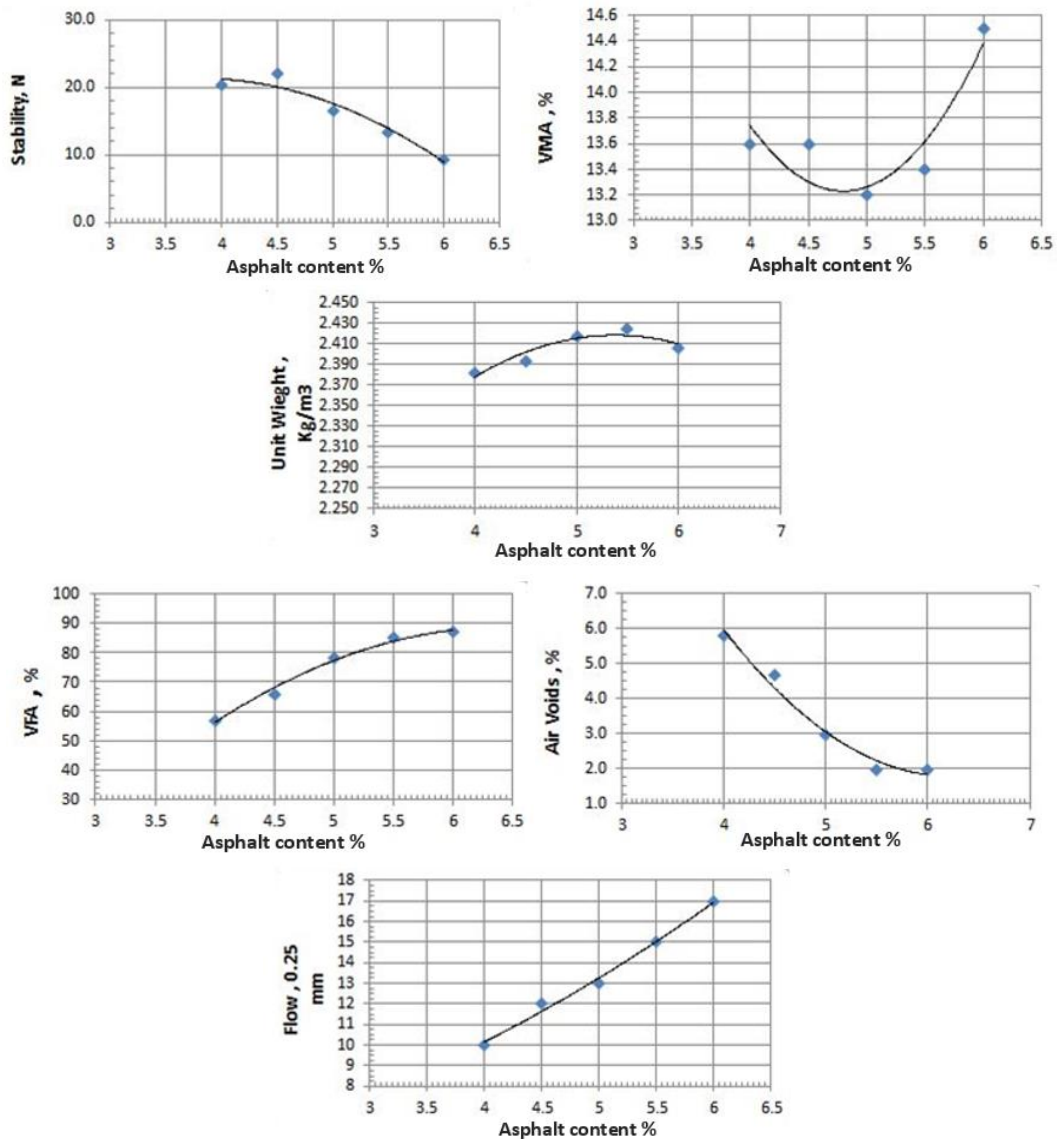 30.0
20.0
10.0
0.0
Stability, N
3 3.5 4 4.5 5 5.5 6 6.5
Asphalt content %
14.6
14.4
14.2
14.0
13.8
13.6
13.4
13.2
13.0
VMA , %
3 3.5 4 4.5 5 5.5 6 6.5
Asphalt content %
2.450
2.430
2.410
2.390
2.370
2.350
2.330
2.310
2.290
2.270
2.250
Unit Wieght ,
Kg/m3
3 4 5 6 7
Asphalt content %
100
90
80
70
60
50
40
30
VFA , %
3 3.5 4 4.5 5 5.5 6 6.5
Asphalt content %
7.0
6.0
5.0
4.0
3.0
2.0
1.0
Air Voids , %
3 4 5 6 7
Asphalt content %
18
17
16
15
14
13
12
11
10
9
8
Flow , 0.25
mm
3 3.5 4 4.5 5 5.5 6 6.5
Asphalt content %